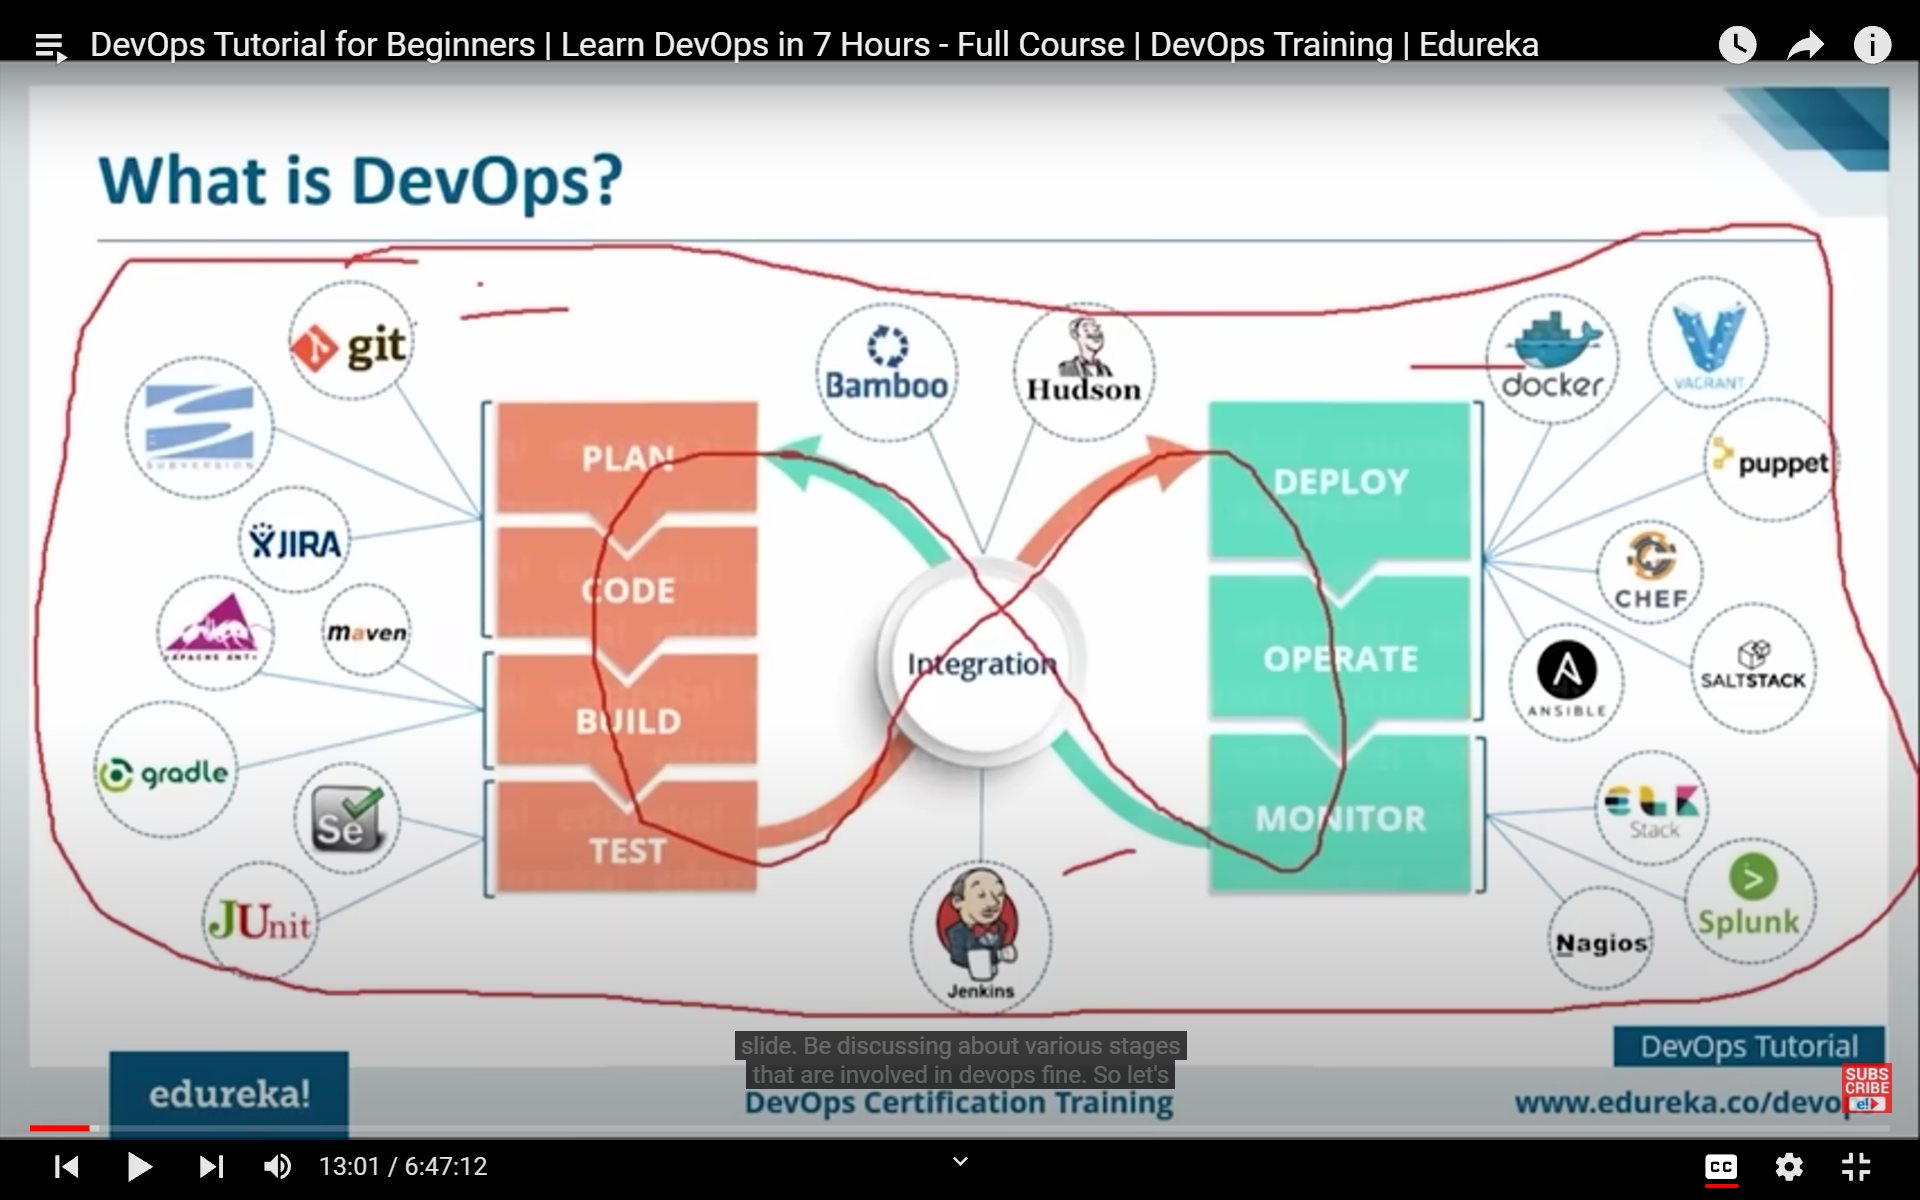 DevOps Tutorial for Beginners | Learn DevOps in 7 Hours - Full Course | DevOps Training | Edureka
What is DevOps?
git
SUBVERSION
JIRA
APACHE ANT
maven
gradle
Se
JUnit
PLAN
CODE
BUILD
TEST
Bamboo
Hudson
Integration
Jenkins
DEPLOY
OPERATE
MONITOR
docker
VAGRANT
puppet
CHEF
ANSIBLE
SALTSTACK
ELK
Stack
Splunk
Nagios
slide. Be discussing about various stages
that are involved in devops fine. So let's
DevOps Tutorial
edureka!
DevOps Certification Training
www.edureka.co/devop
SUBS
CRIBE
e!
13:01 / 6:47:12
CC